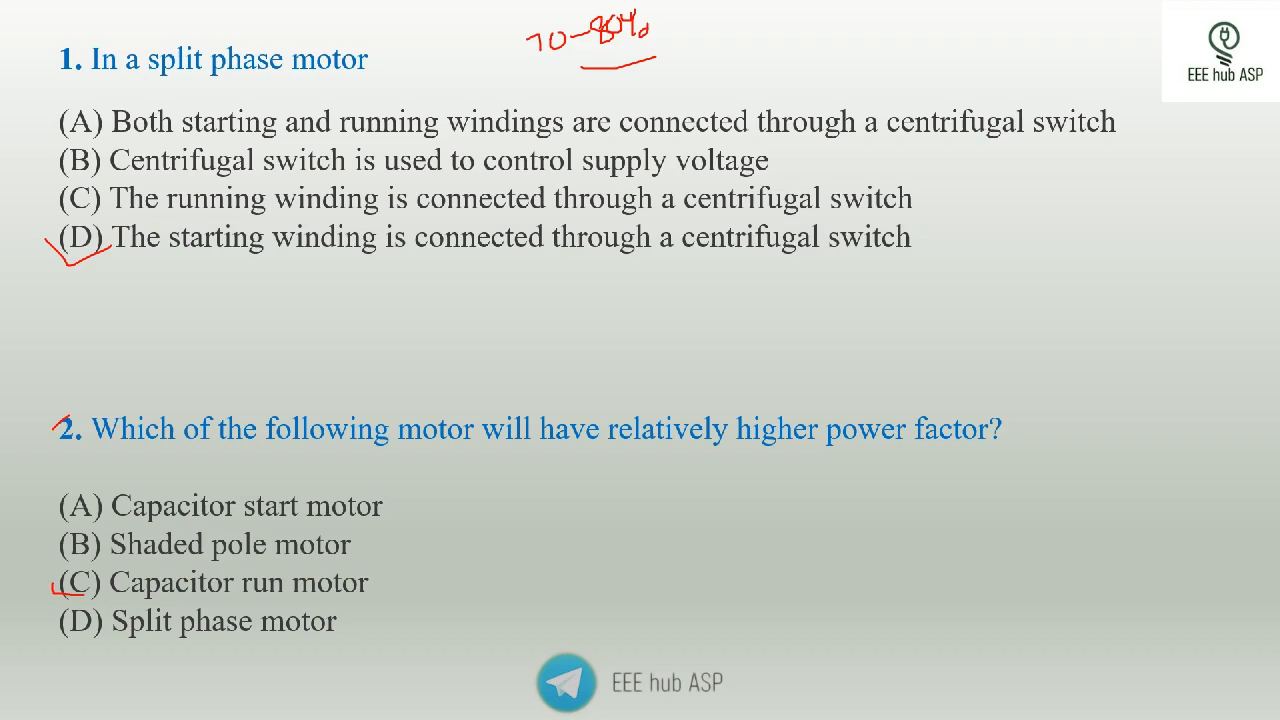 70-80%
1. In a split phase motor
EEE hub ASP
(A) Both starting and running windings are connected through a centrifugal switch
(B) Centrifugal switch is used to control supply voltage
(C) The running winding is connected through a centrifugal switch
(D) The starting winding is connected through a centrifugal switch
2. Which of the following motor will have relatively higher power factor?
(A) Capacitor start motor
(B) Shaded pole motor
(C) Capacitor run motor
(D) Split phase motor
EEE hub ASP